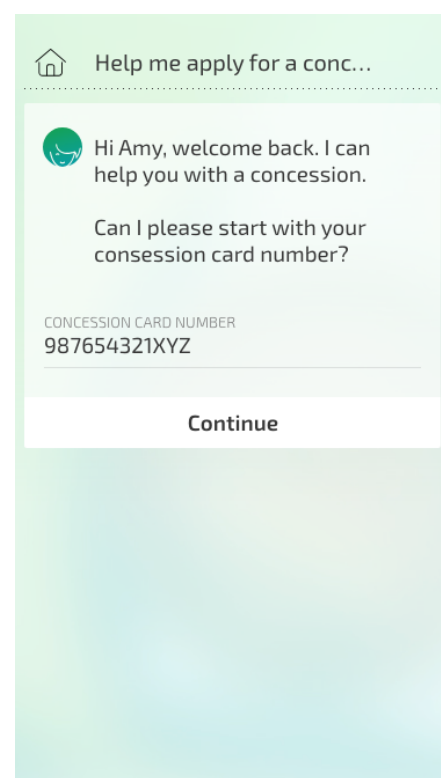 Help me apply for a conc...
Hi Amy, welcome back. I can
help you with a concession.
Can I please start with your
consession card number?
CONCESSION CARD NUMBER
987654321XYZ
Continue